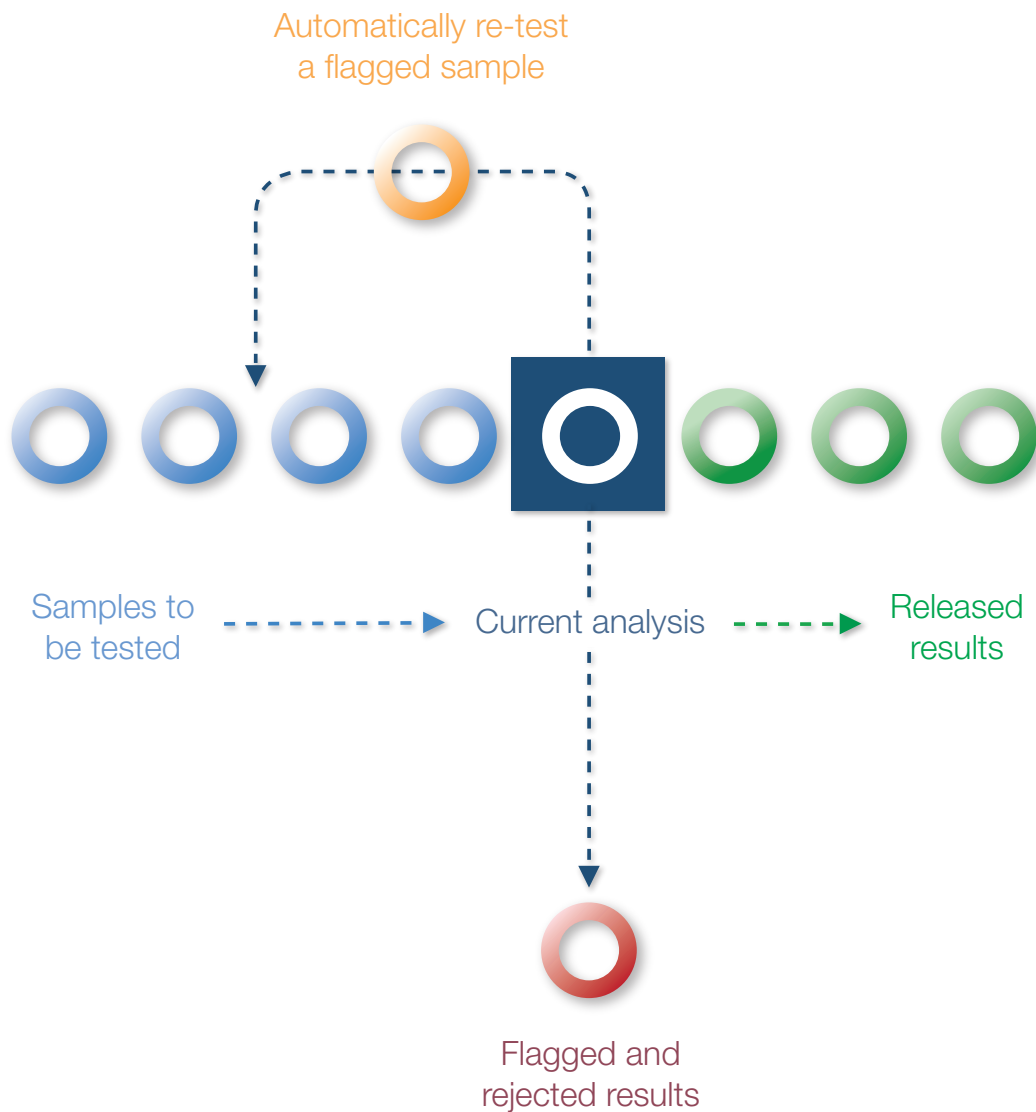 Automatically re-test
a flagged sample
Samples to
be tested
Current analysis
Released
results
Flagged and
rejected results